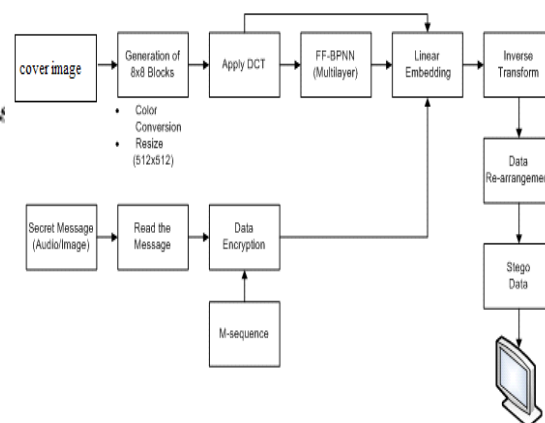 cover image
Generation of
8x8 Blocks
Apply DCT
FF-BPNN
(Multilayer)
Linear
Embedding
Inverse
Transform
s
• Color
Conversion
• Resize
(512x512)
Data
Re-arrangement
Secret Message
(Audio/Image)
Read the
Message
Data
Encryption
Stego
Data
M-sequence